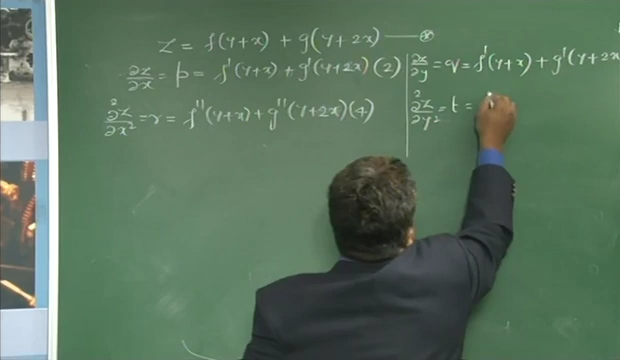 z = f(y+x) + g(y+2x) — ⊛
∂z/∂x = p = f'(y+x) + g'(y+2x)(2)
∂²z/∂x² = r = f''(y+x) + g''(y+2x)(4)
∂z/∂y = q = f'(y+x) + g'(y+2x
∂²z/∂y² = t =